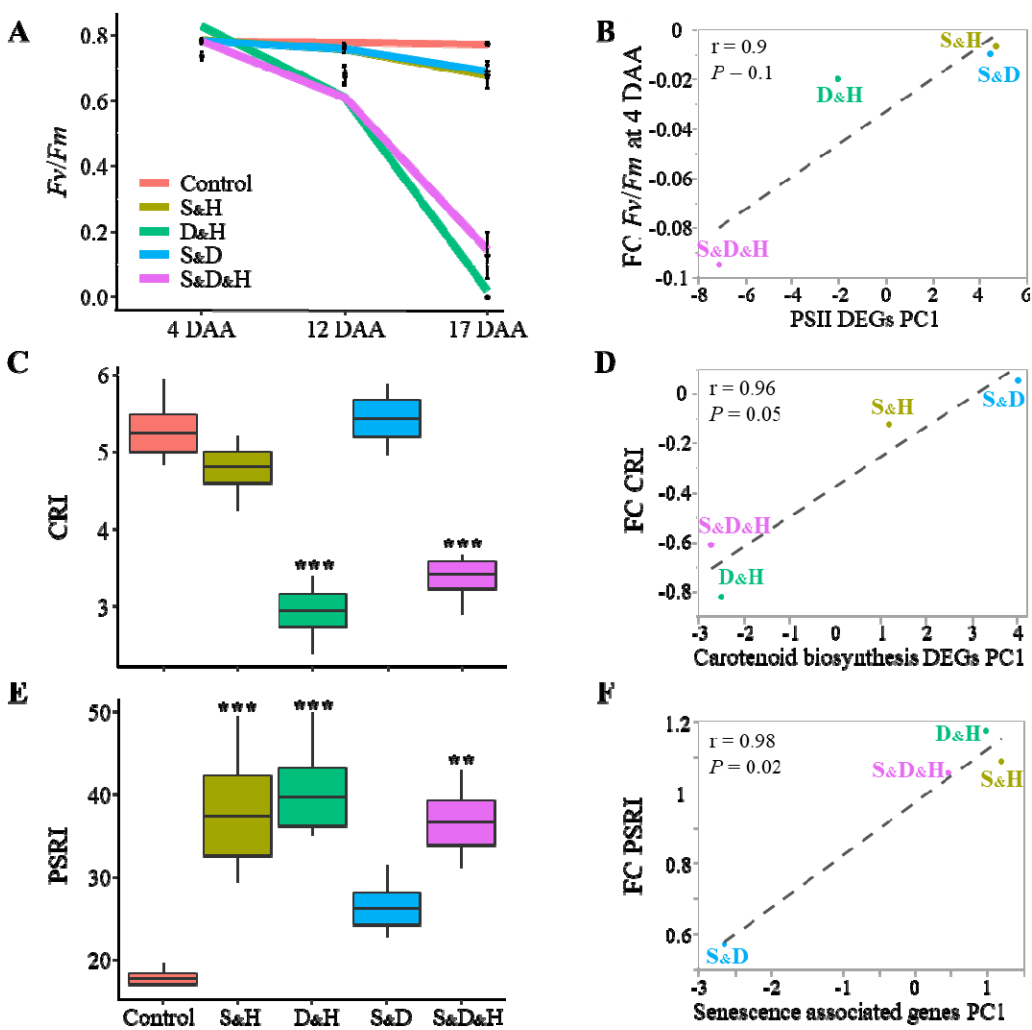 A
0.8
0.6
0.4
0.2
0.0
Fv/Fm
Control
S&H
D&H
S&D
S&D&H
4 DAA
12 DAA
17 DAA
B
r = 0.9
P – 0.1
0
-0.02
-0.04
-0.06
-0.08
-0.1
FC Fv/Fm at 4 DAA
S&H
S&D
D&H
S&D&H
-8
-6
-4
-2
0
2
4
6
PSII DEGs PC1
C
6
5
4
3
CRI
***
***
D
r = 0.96
P = 0.05
0
-0.2
-0.4
-0.6
-0.8
FC CRI
S&D
S&H
S&D&H
D&H
-3
-2
-1
0
1
2
3
4
Carotenoid biosynthesis DEGs PC1
E
50
40
30
20
PSRI
***
***
**
Control
S&H
D&H
S&D
S&D&H
F
r = 0.98
P = 0.02
1.2
1
0.8
0.6
FC PSRI
D&H
S&D&H
S&H
S&D
-3
-2
-1
0
1
Senescence associated genes PC1